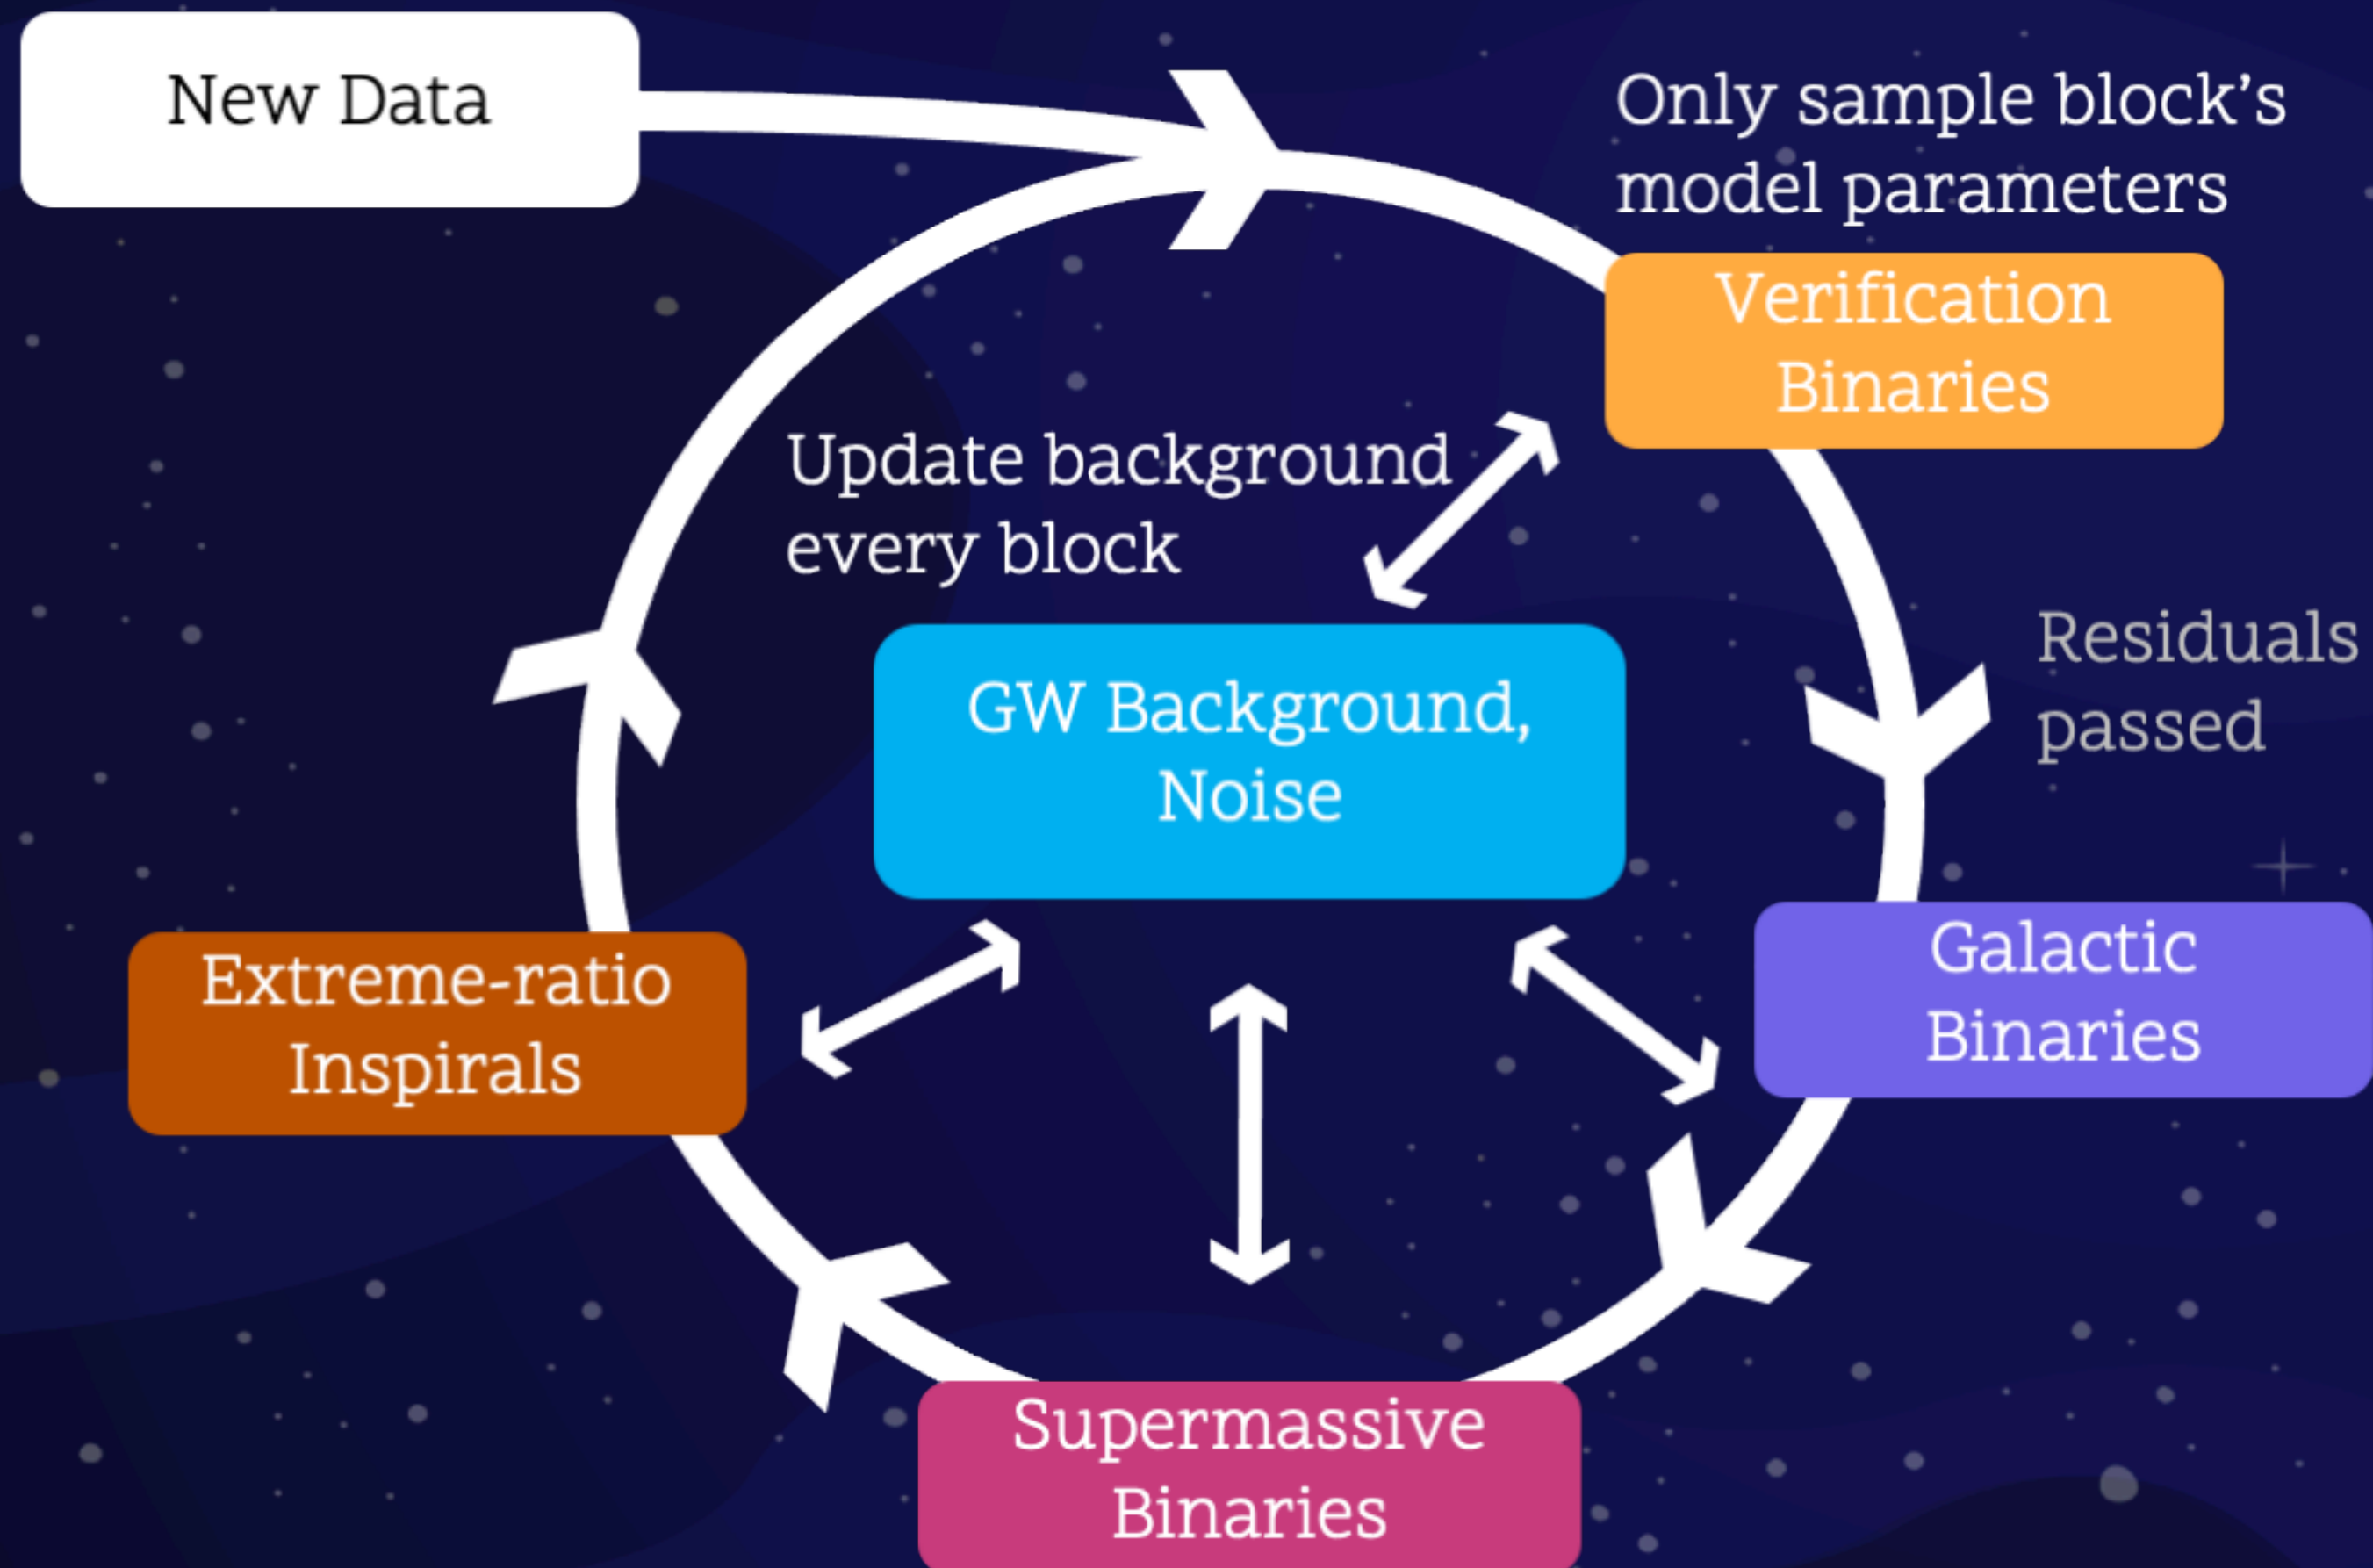 New Data
Only sample block’s
model parameters
Verification
Binaries
Update background
every block
Residuals
passed
GW Background,
Noise
Galactic
Binaries
Extreme-ratio
Inspirals
Supermassive
Binaries